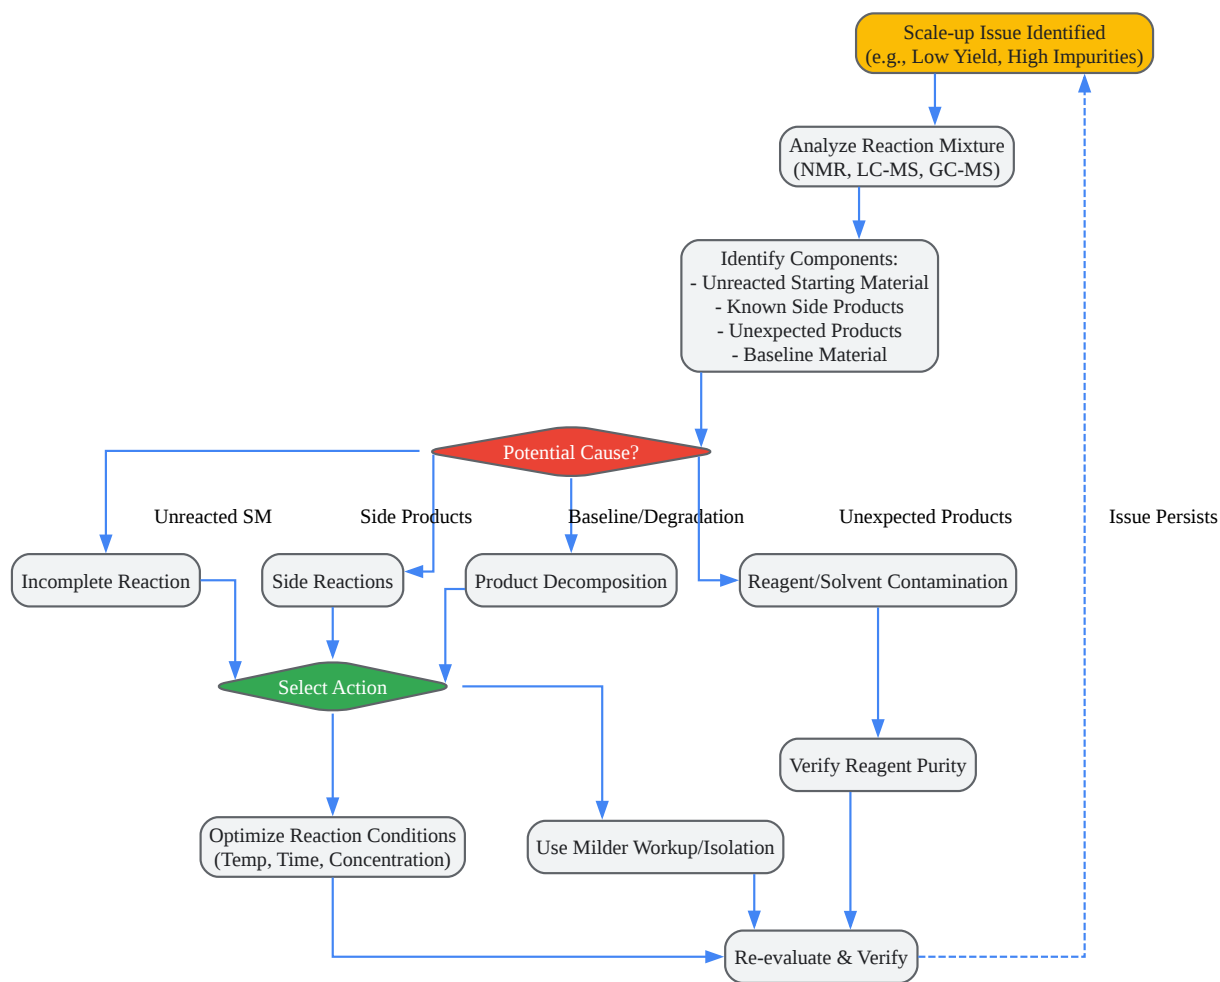 Scale-up Issue Identified
(e.g., Low Yield, High Impurities)
Analyze Reaction Mixture
(NMR, LC-MS, GC-MS)
Identify Components:
- Unreacted Starting Material
- Known Side Products
- Unexpected Products
- Baseline Material
Potential Cause?
Unreacted SM
Side Products
Baseline/Degradation
Unexpected Products
Issue Persists
Incomplete Reaction
Side Reactions
Product Decomposition
Reagent/Solvent Contamination
Select Action
Verify Reagent Purity
Optimize Reaction Conditions
(Temp, Time, Concentration)
Use Milder Workup/Isolation
Re-evaluate & Verify